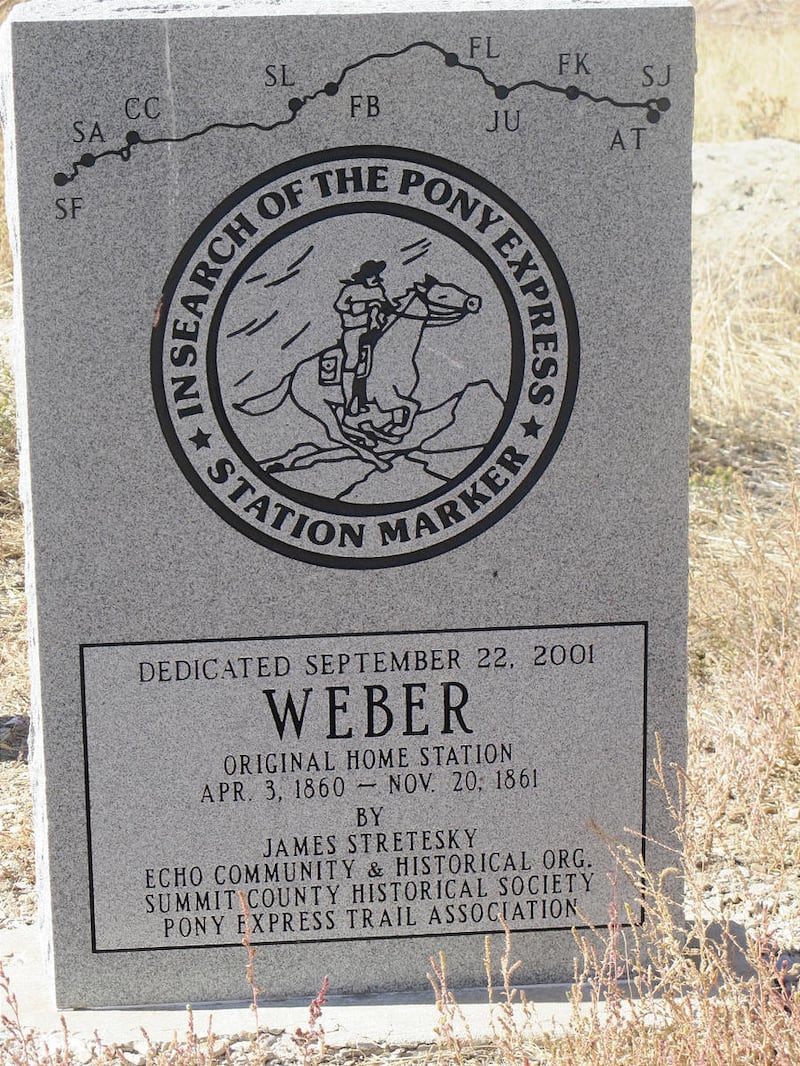 FL
SL
FK
SJ
CC
FB
SA
JU
AT
SF
IN SEARCH OF THE PONY EXPRESS
★ STATION MARKER ★
DEDICATED SEPTEMBER 22, 2001
WEBER
ORIGINAL HOME STATION
APR. 3, 1860 — NOV. 20, 1861
BY
JAMES STRETESKY
ECHO COMMUNITY & HISTORICAL ORG.
SUMMIT COUNTY HISTORICAL SOCIETY
PONY EXPRESS TRAIL ASSOCIATION